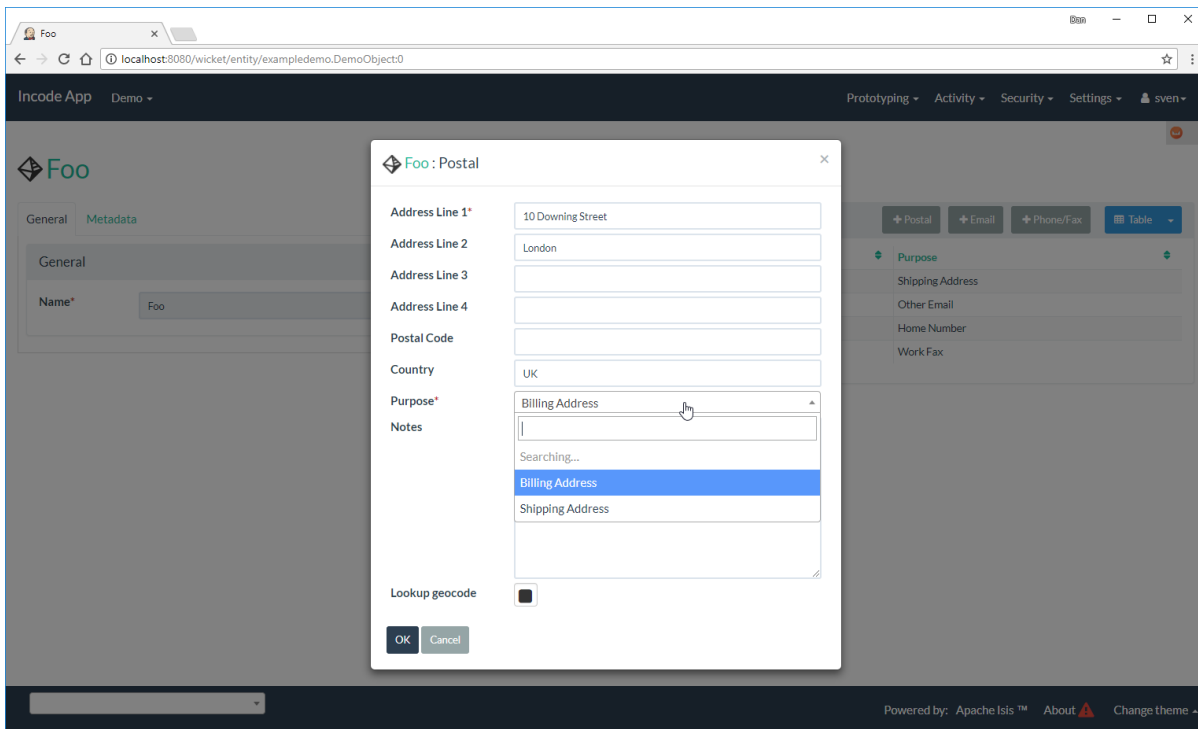 Dan
Foo
localhost:8080/wicket/entity/exampledemo.DemoObject:0
Incode App Demo Prototyping Activity Security Settings sven
Foo
General Metadata
+ Postal + Email + Phone/Fax Table
General
Name* Foo
Purpose
Shipping Address
Other Email
Home Number
Work Fax
Foo : Postal ×
Address Line 1* 10 Downing Street
Address Line 2 London
Address Line 3
Address Line 4
Postal Code
Country UK
Purpose* Billing Address
Notes
Searching...
Billing Address
Shipping Address
Lookup geocode
OK Cancel
Powered by: Apache Isis ™ About Change theme